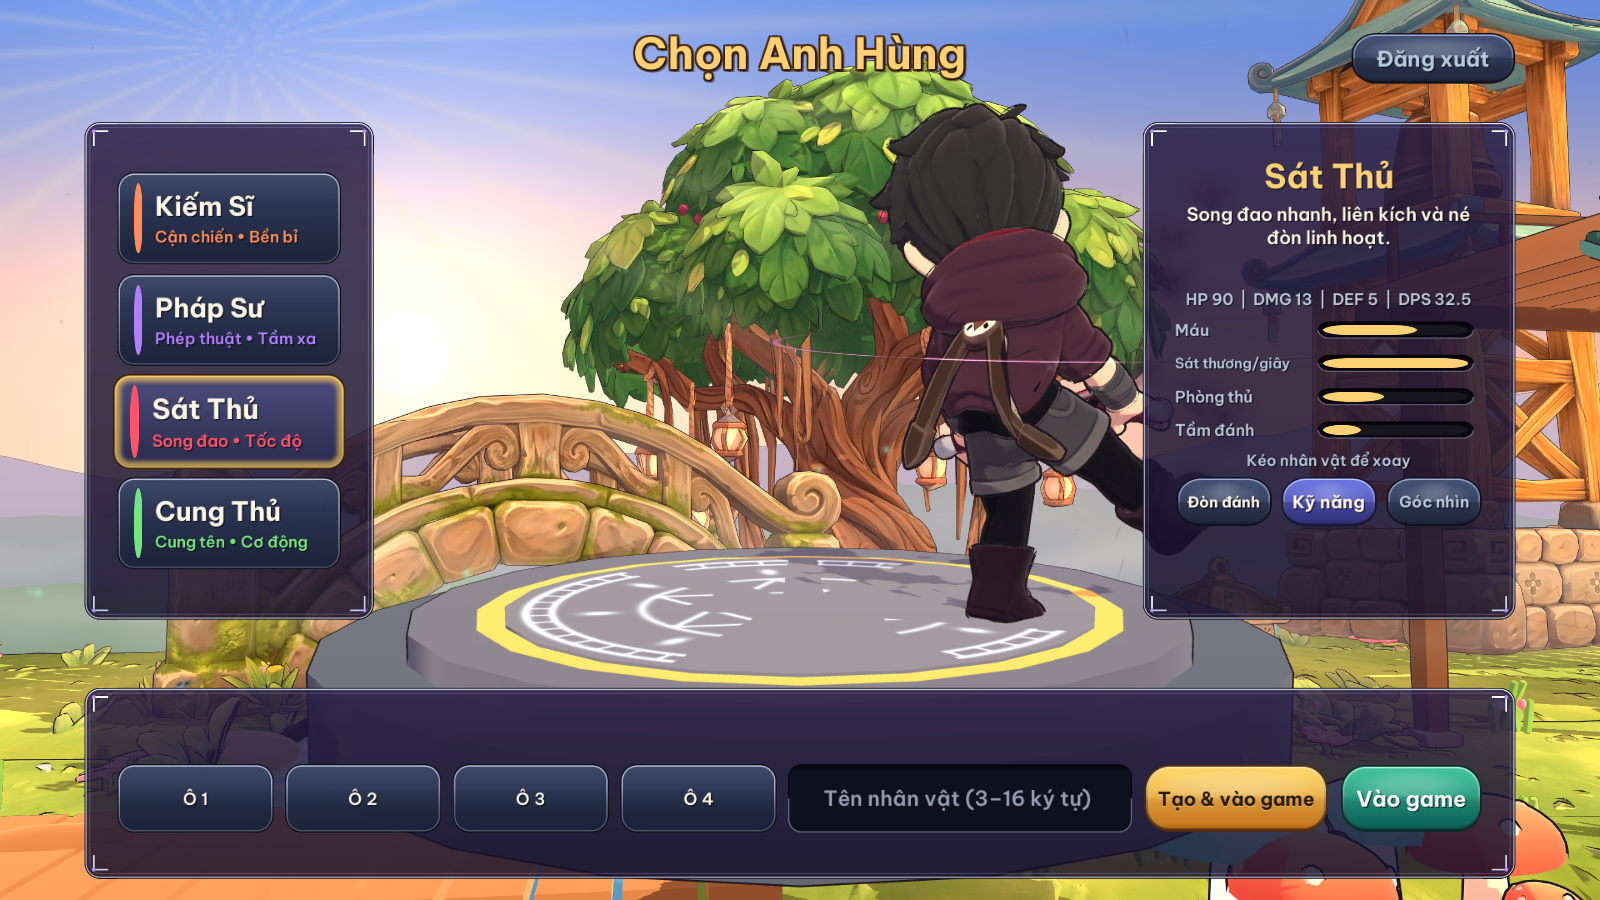 Chọn Anh Hùng
Đăng xuất
Kiếm Sĩ
Cận chiến • Bền bỉ
Pháp Sư
Phép thuật • Tầm xa
Sát Thủ
Song đao • Tốc độ
Cung Thủ
Cung tên • Cơ động
Sát Thủ
Song đao nhanh, liên kích và né
đòn linh hoạt.
HP 90 | DMG 13 | DEF 5 | DPS 32.5
Máu
Sát thương/giây
Phòng thủ
Tầm đánh
Kéo nhân vật để xoay
Đòn đánh
Kỹ năng
Góc nhìn
Ô 1
Ô 2
Ô 3
Ô 4
Tên nhân vật (3–16 ký tự)
Tạo & vào game
Vào game